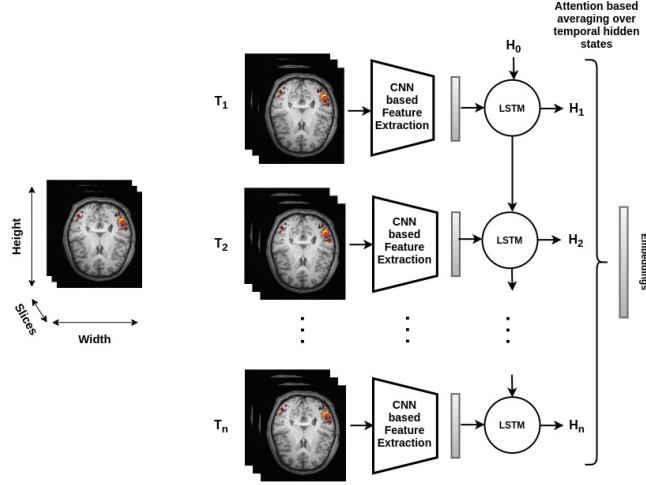 Attention based
averaging over
temporal hidden
states
H0
T1
CNN
based
Feature
Extraction
LSTM
H1
Height
Slices
Width
T2
CNN
based
Feature
Extraction
LSTM
H2
Embeddings
Tn
CNN
based
Feature
Extraction
LSTM
Hn